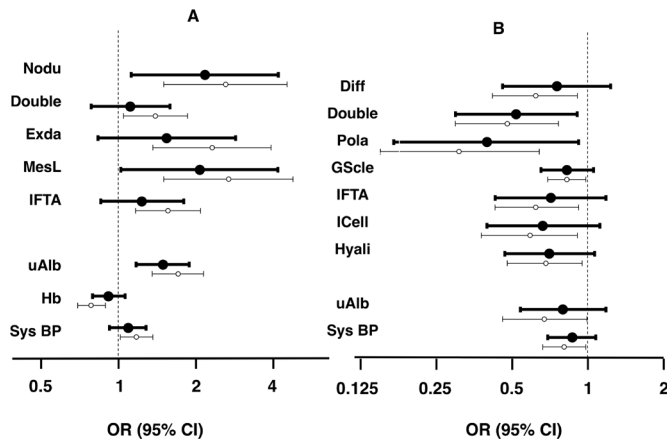 A
Nodu
Double
Exda
MesL
IFTA
uAlb
Hb
Sys BP
0.5 1 2 4
OR (95% CI)
B
Diff
Double
Pola
GScle
IFTA
ICell
Hyali
uAlb
Sys BP
0.125 0.25 0.5 1 2
OR (95% CI)